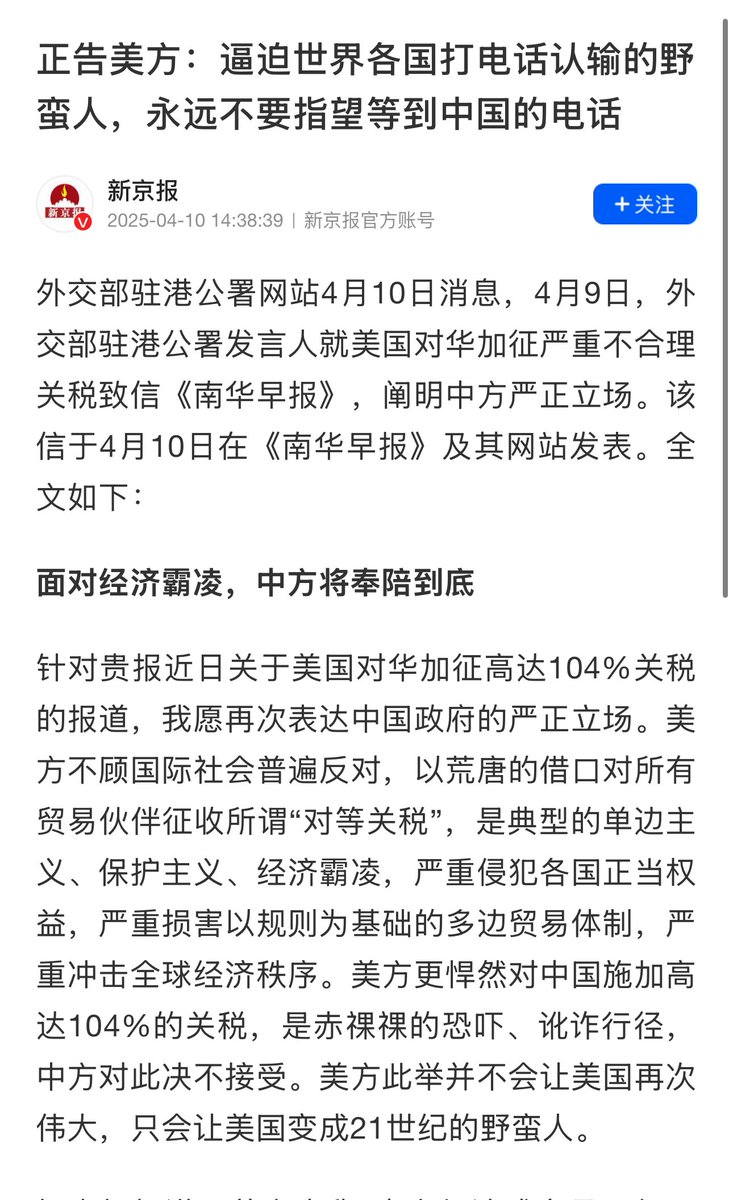 正告美方：逼迫世界各国打电话认输的野
蛮人，永远不要指望等到中国的电话
新京报
新京报
V
2025-04-10 14:38:39 | 新京报官方账号
+关注
外交部驻港公署网站4月10日消息，4月9日，外
交部驻港公署发言人就美国对华加征严重不合理
关税致信《南华早报》，阐明中方严正立场。该
信于4月10日在《南华早报》及其网站发表。全
文如下：
面对经济霸凌，中方将奉陪到底
针对贵报近日关于美国对华加征高达104%关税
的报道，我愿再次表达中国政府的严正立场。美
方不顾国际社会普遍反对，以荒唐的借口对所有
贸易伙伴征收所谓“对等关税”，是典型的单边主
义、保护主义、经济霸凌，严重侵犯各国正当权
益，严重损害以规则为基础的多边贸易体制，严
重冲击全球经济秩序。美方更悍然对中国施加高
达104%的关税，是赤裸裸的恐吓、讹诈行径，
中方对此决不接受。美方此举并不会让美国再次
伟大，只会让美国变成21世纪的野蛮人。